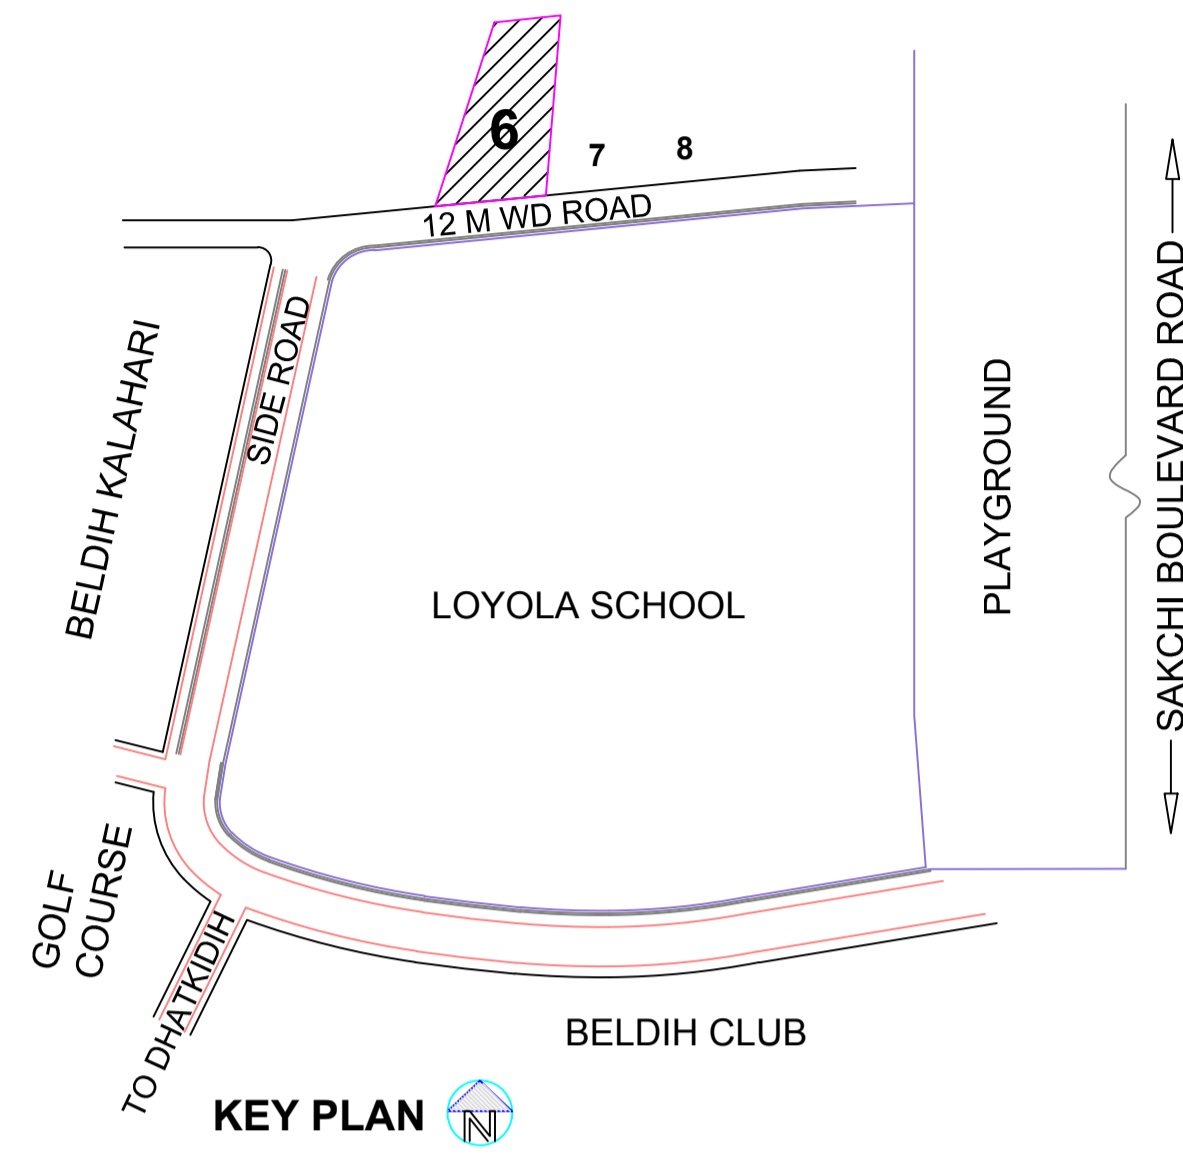 6
7
8
12 M WD ROAD
SIDE ROAD
BELDIH KALAHARI
LOYOLA SCHOOL
PLAYGROUND
SAKCHI BOULEVARD ROAD
GOLF
COURSE
TO DHATKIDIH
BELDIH CLUB
KEY PLAN
N